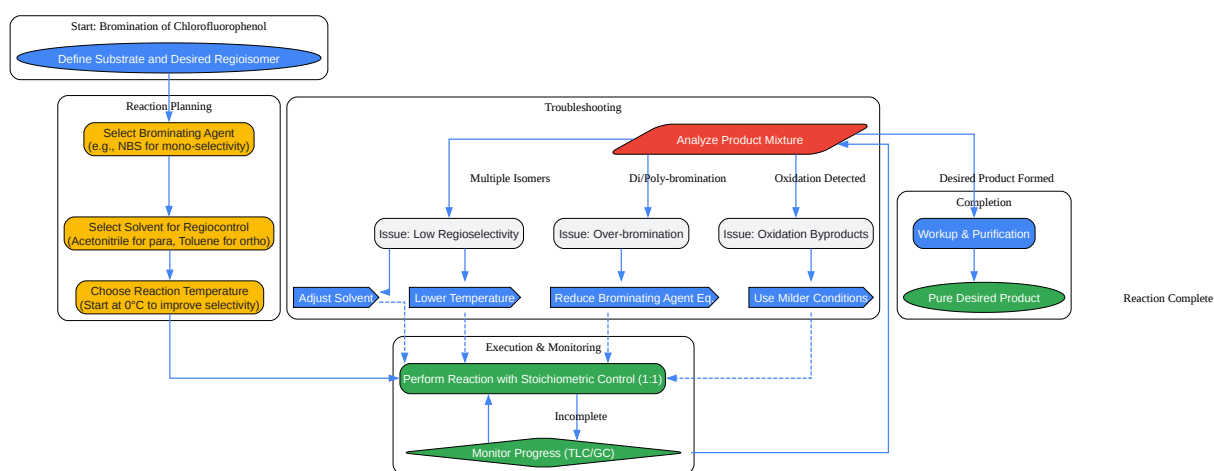 Start: Bromination of Chlorofluorophenol
Define Substrate and Desired Regioisomer
Reaction Planning
Select Brominating Agent
(e.g., NBS for mono-selectivity)
Select Solvent for Regiocontrol
(Acetonitrile for para, Toluene for ortho)
Choose Reaction Temperature
(Start at 0°C to improve selectivity)
Troubleshooting
Analyze Product Mixture
Multiple Isomers
Di/Poly-bromination
Oxidation Detected
Issue: Low Regioselectivity
Issue: Over-bromination
Issue: Oxidation Byproducts
Adjust Solvent
Lower Temperature
Reduce Brominating Agent Eq.
Use Milder Conditions
Desired Product Formed
Completion
Workup & Purification
Pure Desired Product
Reaction Complete
Execution & Monitoring
Perform Reaction with Stoichiometric Control (1:1)
Incomplete
Monitor Progress (TLC/GC)